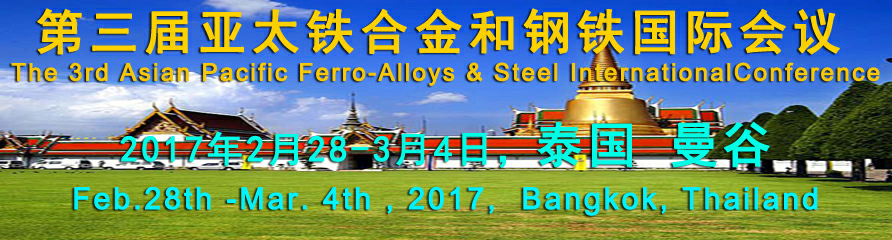 第三届亚太铁合金和钢铁国际会议
The 3rd Asian Pacific Ferro-Alloys & Steel InternationalConference
2017年2月28-3月4日，泰国 曼谷
Feb.28th -Mar. 4th , 2017, Bangkok, Thailand